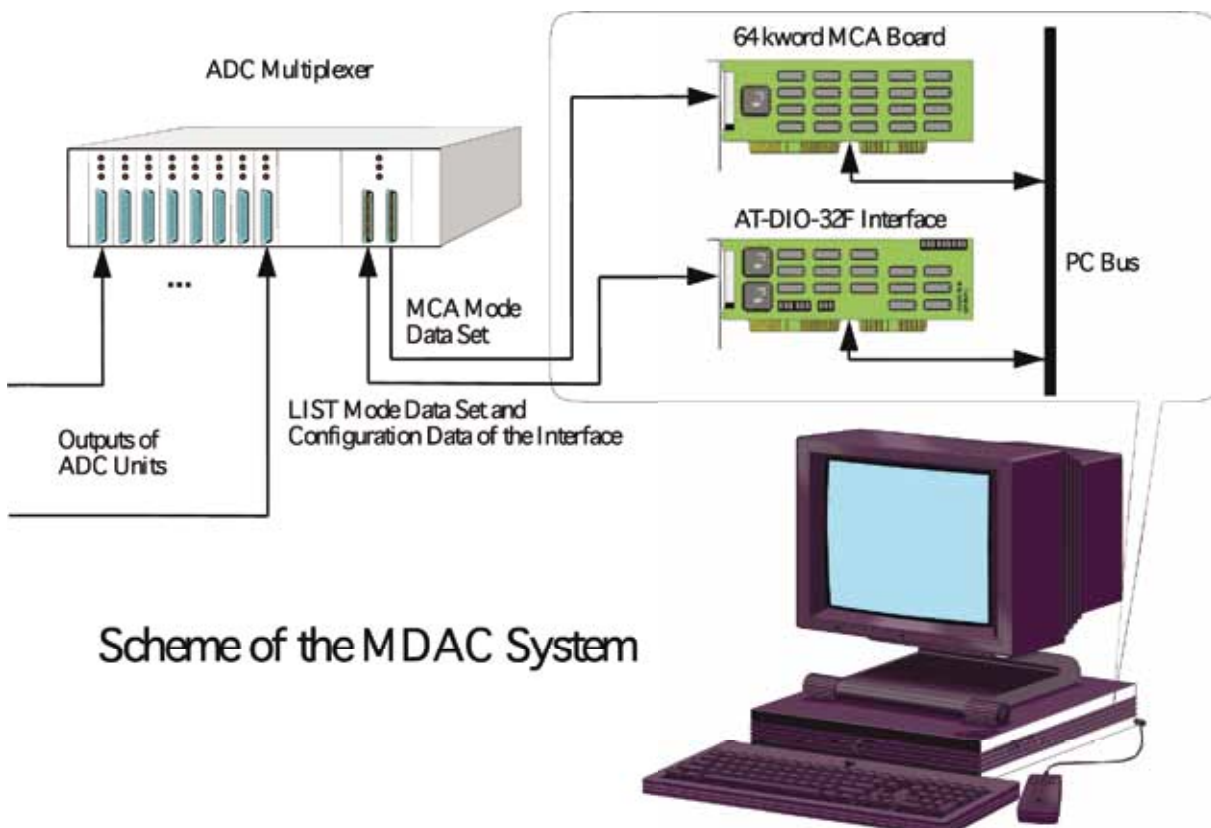 64 kword MCA Board
ADC Multiplexer
AT-DIO-32F Interface
PC Bus
...
MCA Mode
Data Set
LIST Mode Data Set and
Configuration Data of the Interface
Outputs of
ADC Units
Scheme of the MDAC System